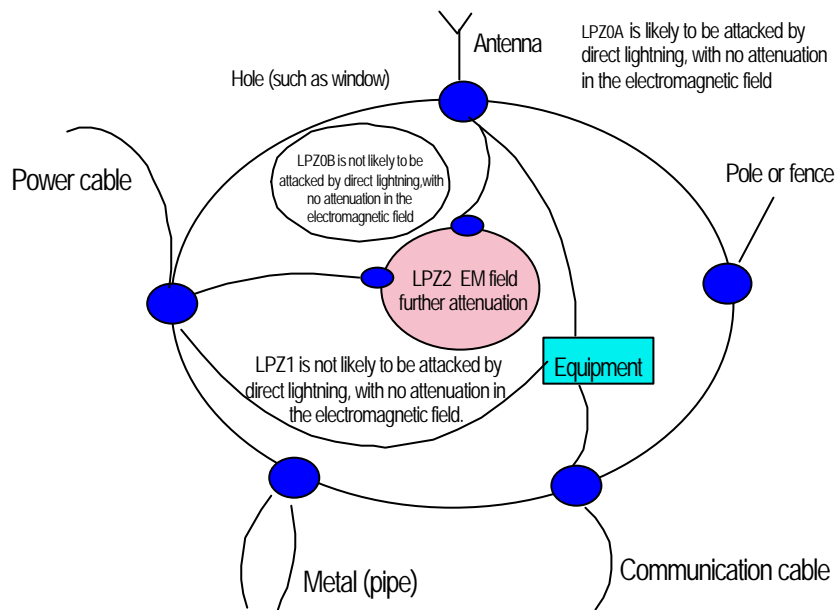 Antenna
LPZ0A is likely to be attacked by
direct lightning, with no attenuation
in the electromagnetic field
Hole (such as window)
LPZ0B is not likely to be
attacked by direct lightning,with
no attenuation in the
electromagnetic field
Power cable
Pole or fence
LPZ2 EM field
further attenuation
LPZ1 is not likely to be attacked by
direct lightning, with no attenuation in
the electromagnetic field.
Equipment
Metal (pipe)
Communication cable